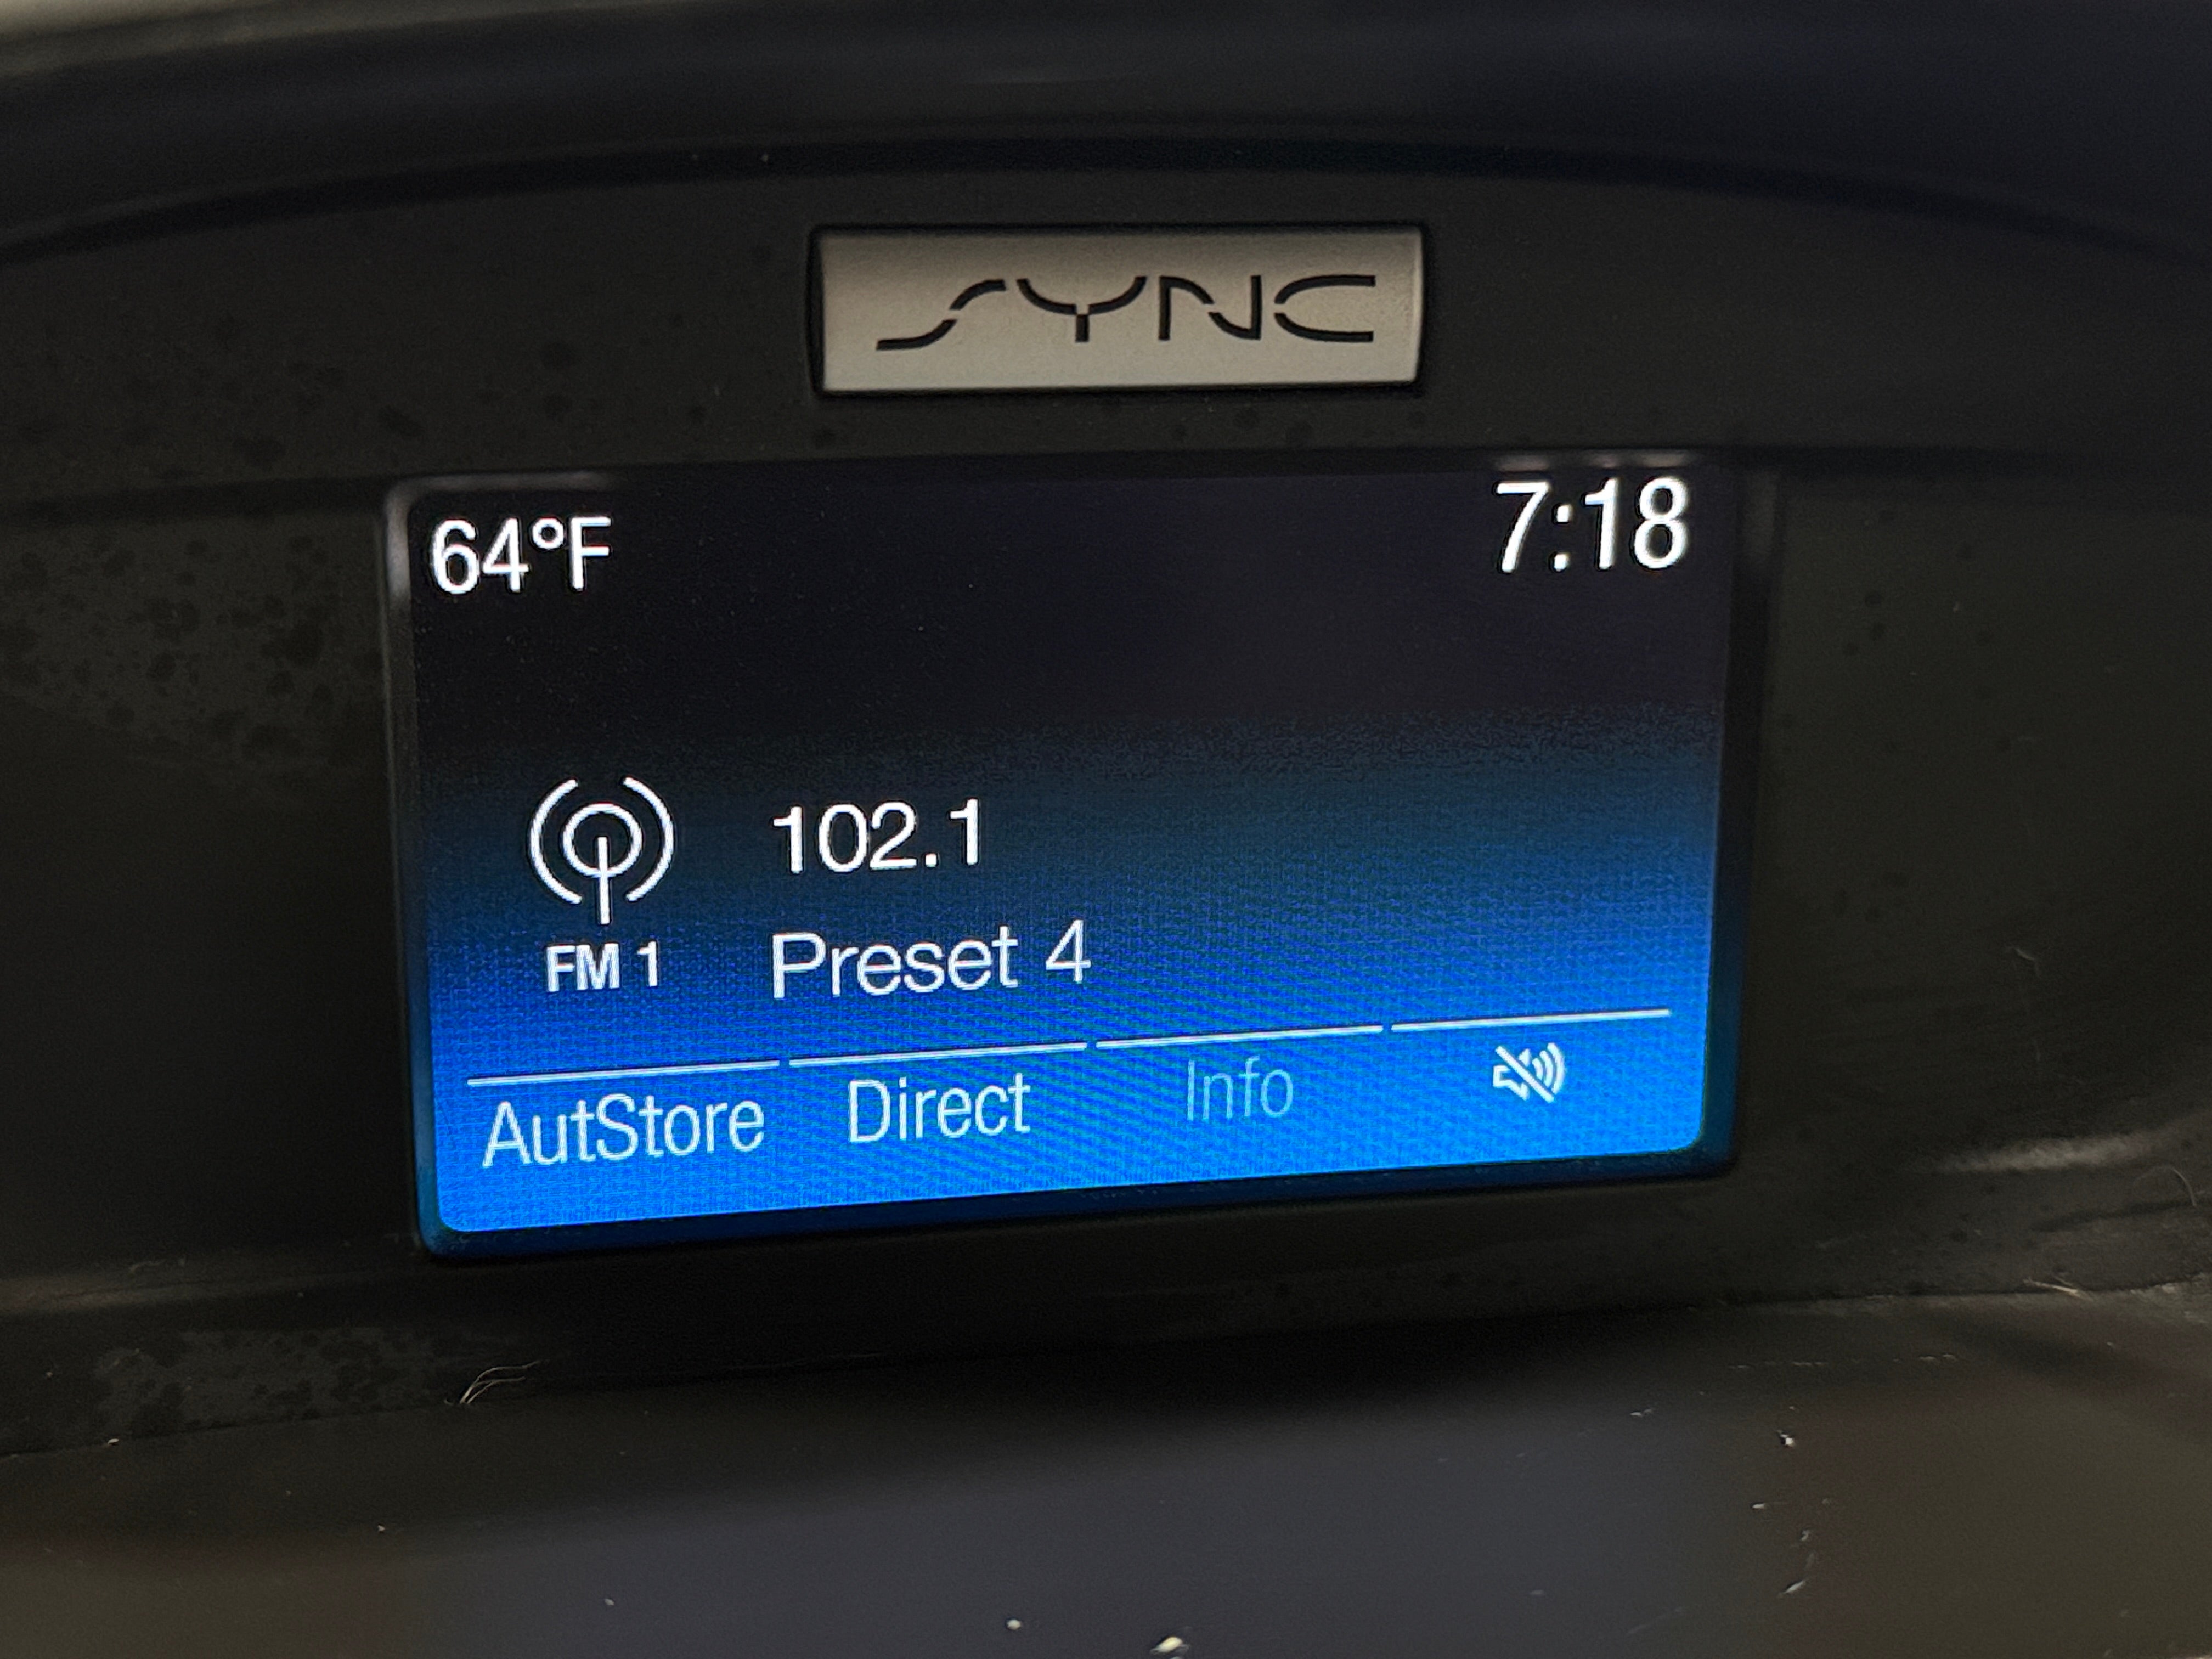 SYNC
64°F 7:18
102.1
FM 1 Preset 4
AutStore Direct Info